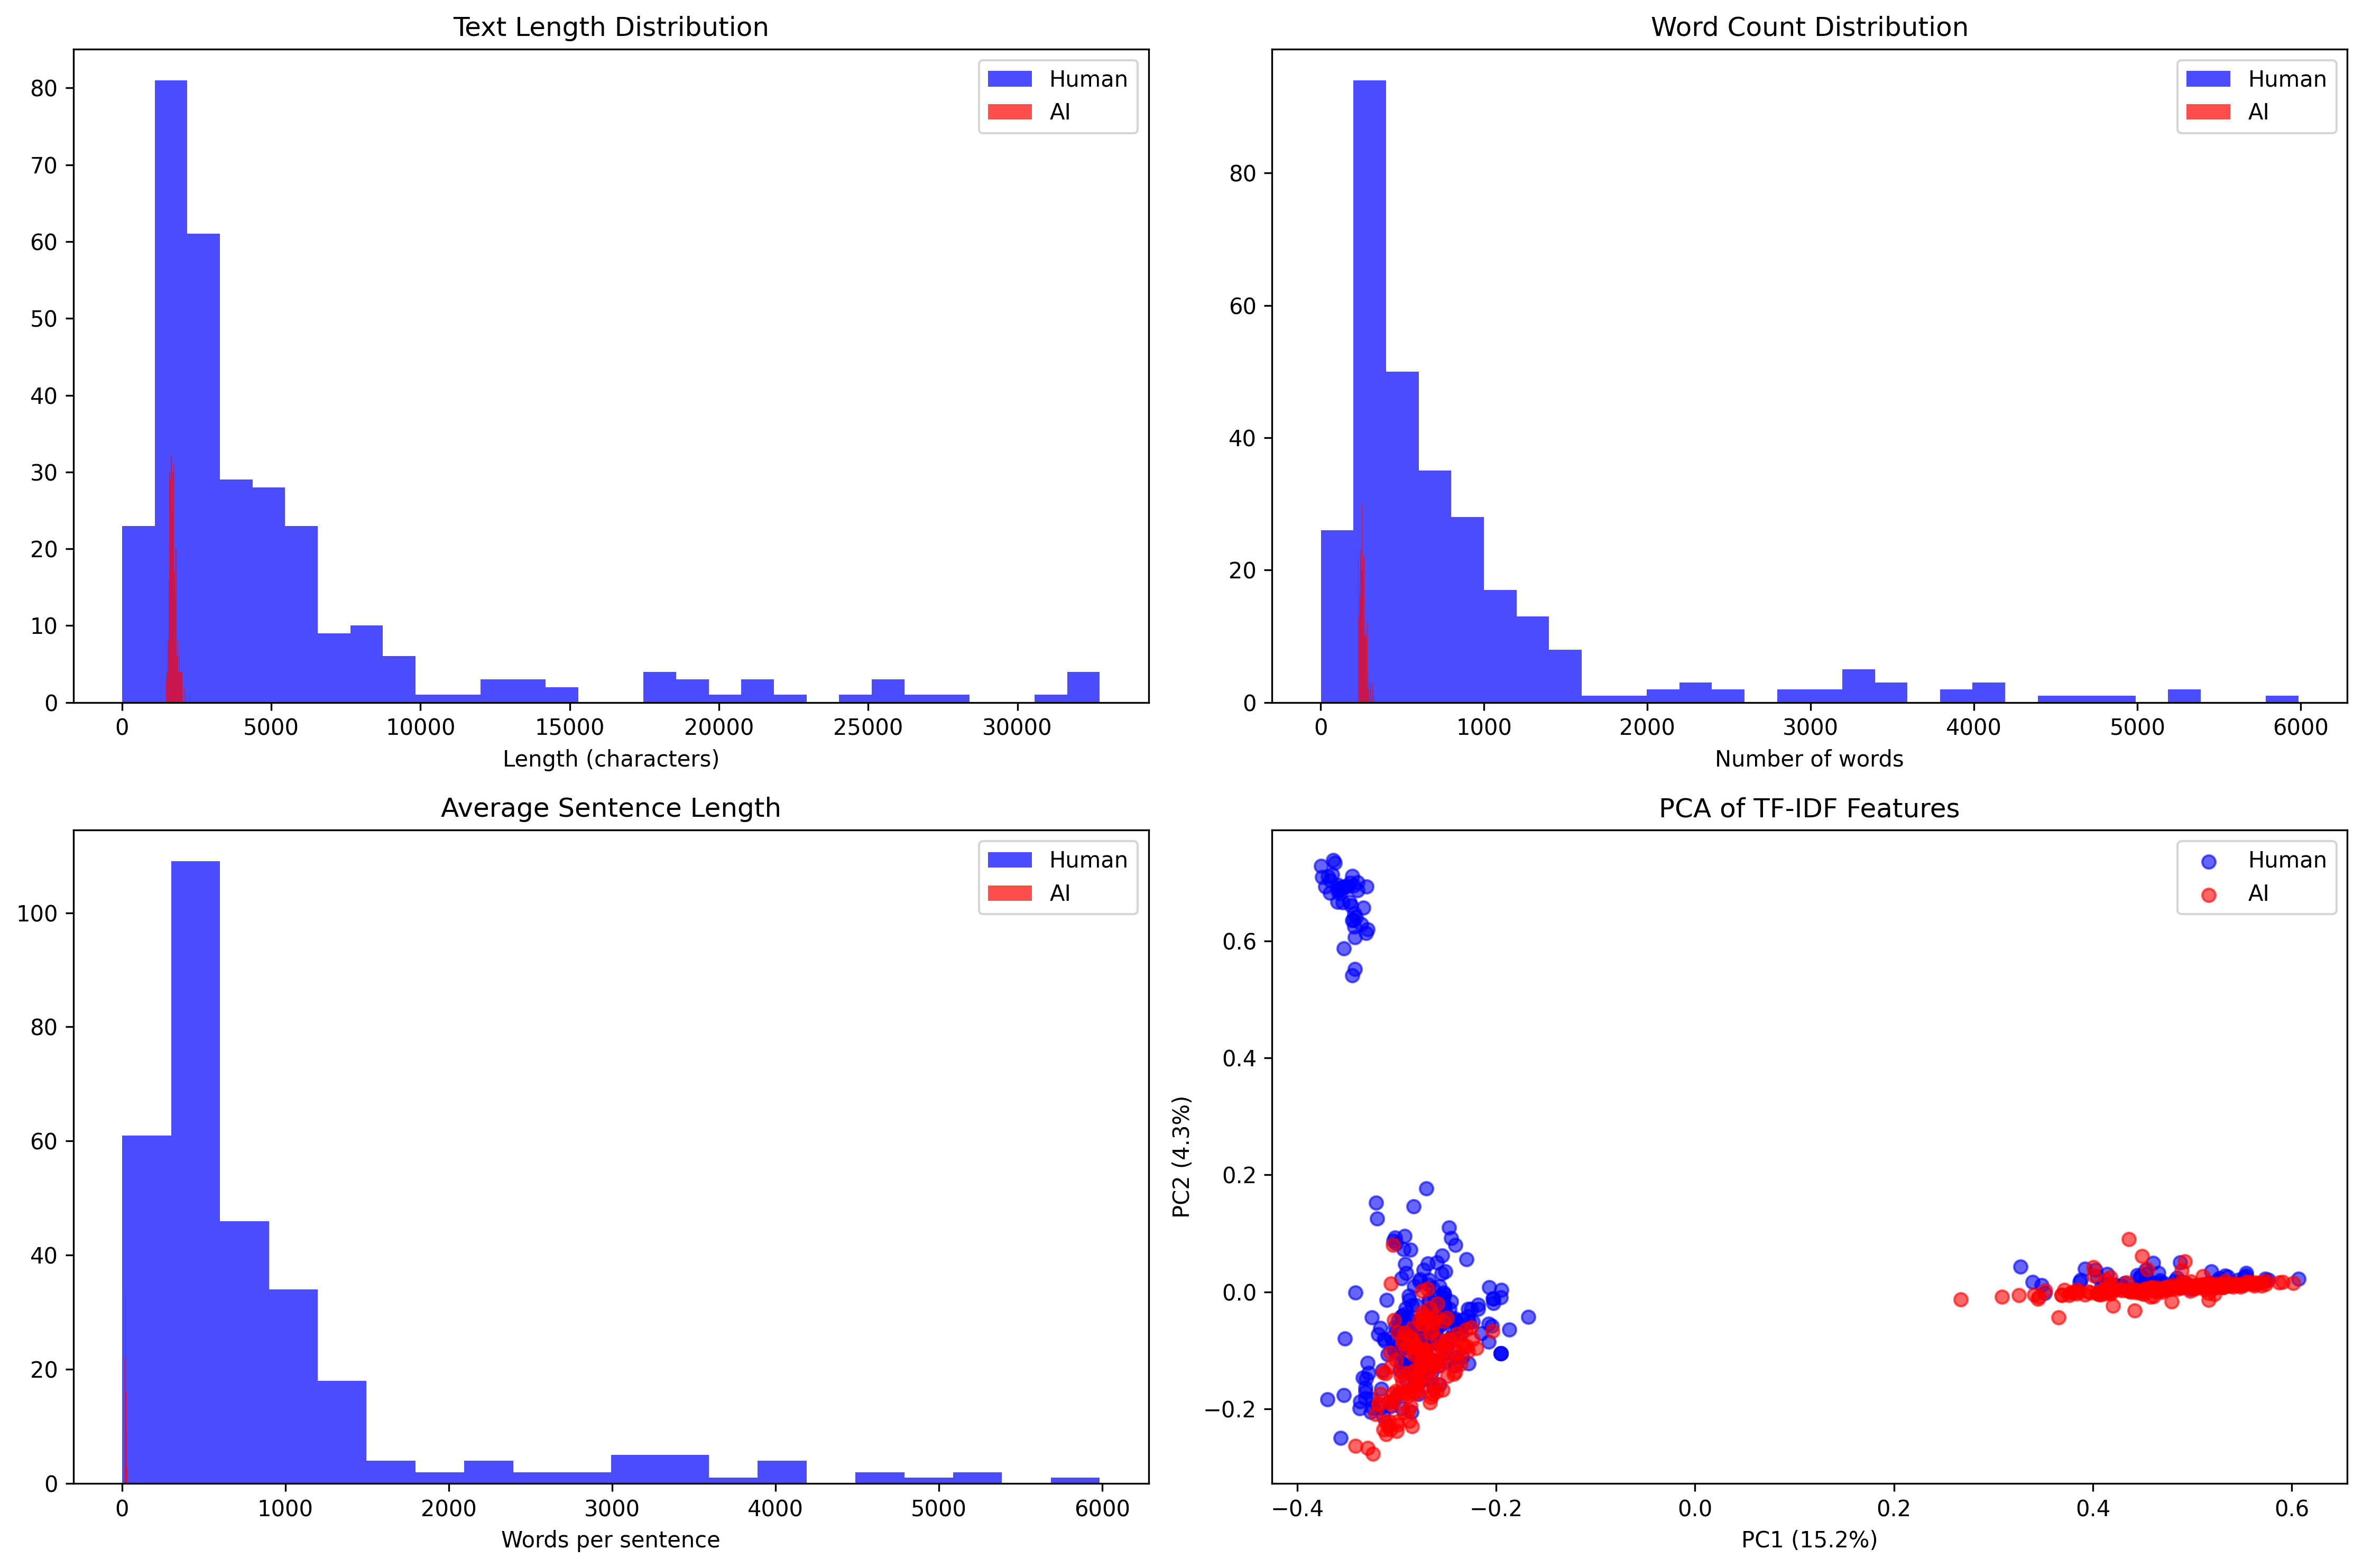 Text Length Distribution
Human
AI
80
70
60
50
40
30
20
10
0
0 5000 10000 15000 20000 25000 30000
Length (characters)
Word Count Distribution
Human
AI
80
60
40
20
0
0 1000 2000 3000 4000 5000 6000
Number of words
Average Sentence Length
Human
AI
100
80
60
40
20
0
0 1000 2000 3000 4000 5000 6000
Words per sentence
PCA of TF-IDF Features
Human
AI
PC2 (4.3%)
0.6
0.4
0.2
0.0
−0.2
−0.4 −0.2 0.0 0.2 0.4 0.6
PC1 (15.2%)